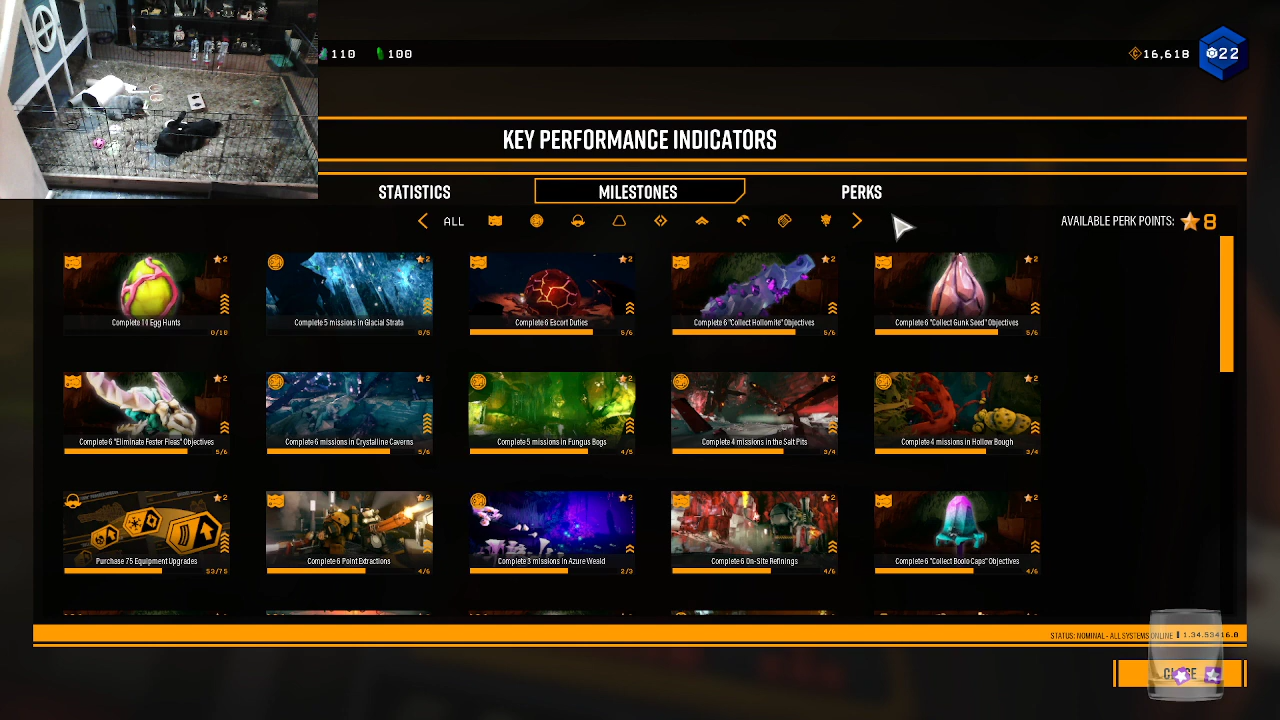 110 100 16,618 22
KEY PERFORMANCE INDICATORS
STATISTICS MILESTONES PERKS
ALL AVAILABLE PERK POINTS: 8
2 2 2 2 2
Complete 10 Egg Hunts Complete 5 missions in Glacial Strata Complete 6 Escort Duties Complete 6 "Collect Hollomite" Objectives Complete 6 "Collect Gunk Seed" Objectives
0/10 0/5 5/6 5/6 5/6
2 2 2 2 2
Complete 6 "Eliminate Fester Fleas" Objectives Complete 6 missions in Crystalline Caverns Complete 5 missions in Fungus Bogs Complete 4 missions in the Salt Pits Complete 4 missions in Hollow Bough
5/6 5/6 4/5 3/4 3/4
2 2 2 2 2
Purchase 75 Equipment Upgrades Complete 6 Point Extractions Complete 3 missions in Azure Weald Complete 6 On-Site Refinings Complete 6 "Collect Boolo Caps" Objectives
53/75 4/6 2/3 4/6 4/6
STATUS: NOMINAL - ALL SYSTEMS ONLINE 1.34.53416.0
CLOSE